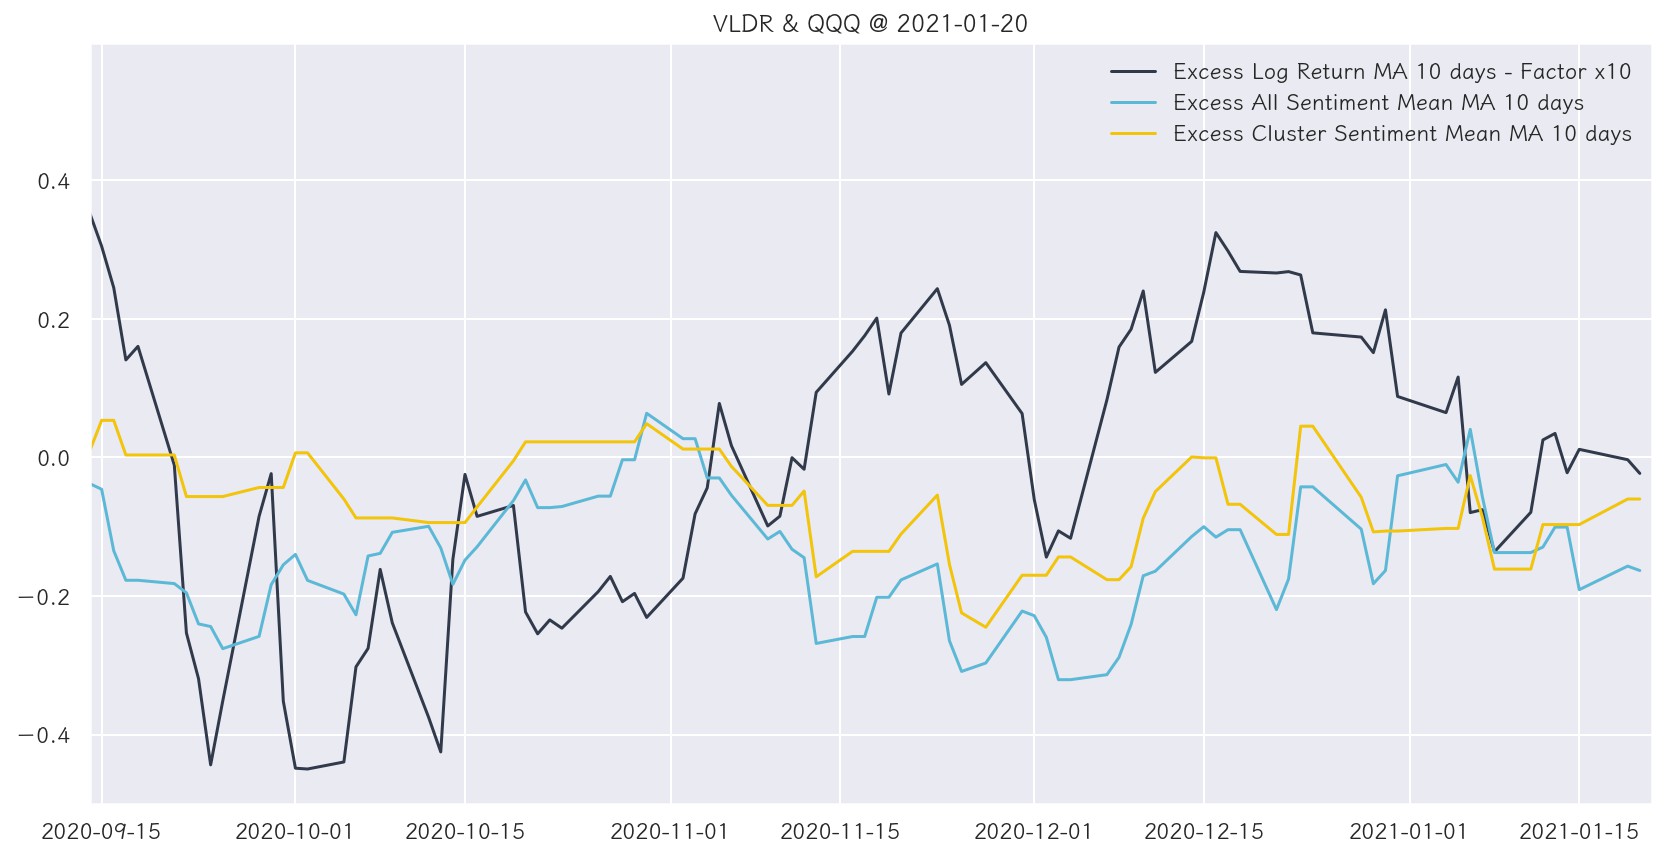 VLDR & QQQ @ 2021-01-20
Excess Log Return MA 10 days - Factor x10
Excess All Sentiment Mean MA 10 days
Excess Cluster Sentiment Mean MA 10 days
0.4
0.2
0.0
−0.2
−0.4
2020-09-15 2020-10-01 2020-10-15 2020-11-01 2020-11-15 2020-12-01 2020-12-15 2021-01-01 2021-01-15